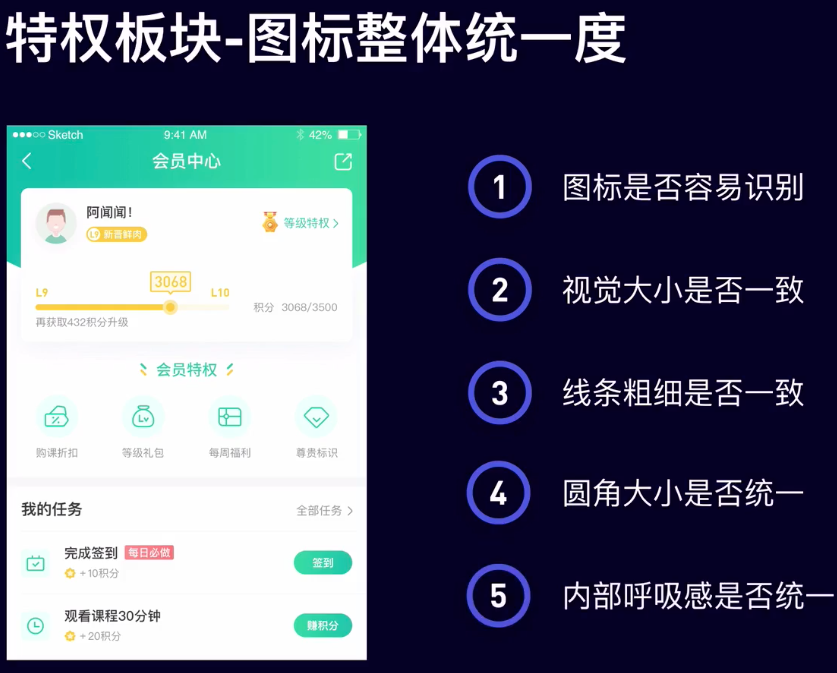 特权板块-图标整体统一度
Sketch 9:41 AM 42%
会员中心
阿闻闻！
L9 新晋鲜肉
等级特权
3068
L9 L10
积分 3068/3500
再获取432积分升级
会员特权
Lv
购课折扣 等级礼包 每周福利 尊贵标识
我的任务 全部任务
完成签到 每日必做
+10积分
签到
观看课程30分钟
+20积分
赚积分
1 图标是否容易识别
2 视觉大小是否一致
3 线条粗细是否一致
4 圆角大小是否统一
5 内部呼吸感是否统一